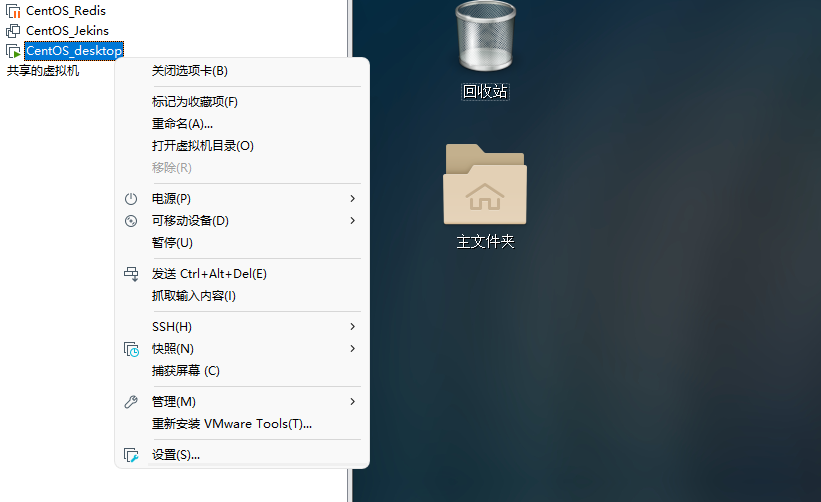 CentOS_Redis
CentOS_Jekins
CentOS_desktop
共享的虚拟机
关闭选项卡(B)
标记为收藏项(F)
重命名(A)...
打开虚拟机目录(O)
移除(R)
电源(P)
可移动设备(D)
暂停(U)
发送 Ctrl+Alt+Del(E)
抓取输入内容(I)
SSH(H)
快照(N)
捕获屏幕 (C)
管理(M)
重新安装 VMware Tools(T)...
设置(S)...
回收站
主文件夹